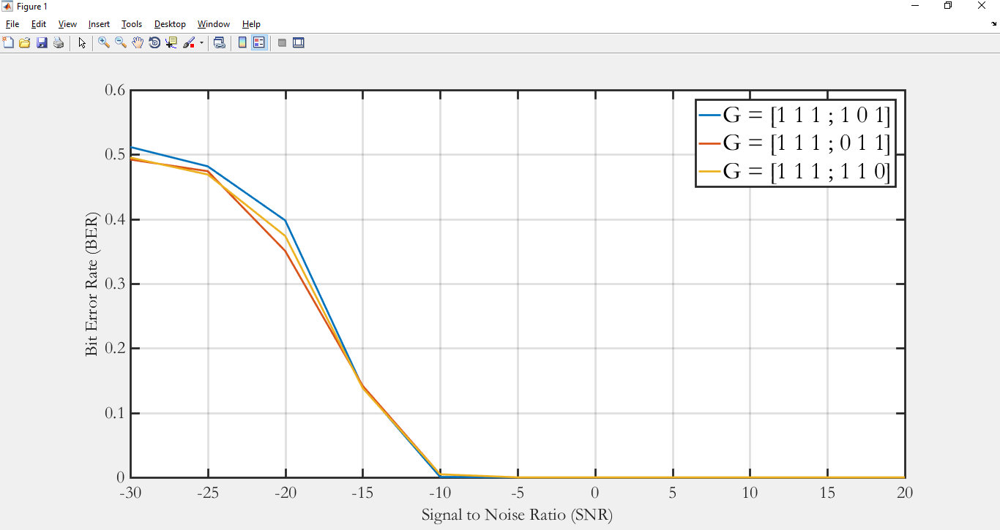 Figure 1
File Edit View Insert Tools Desktop Window Help
0.6
0.5
0.4
0.3
0.2
0.1
0
Bit Error Rate (BER)
G = [1 1 1 ; 1 0 1]
G = [1 1 1 ; 0 1 1]
G = [1 1 1 ; 1 1 0]
-30 -25 -20 -15 -10 -5 0 5 10 15 20
Signal to Noise Ratio (SNR)